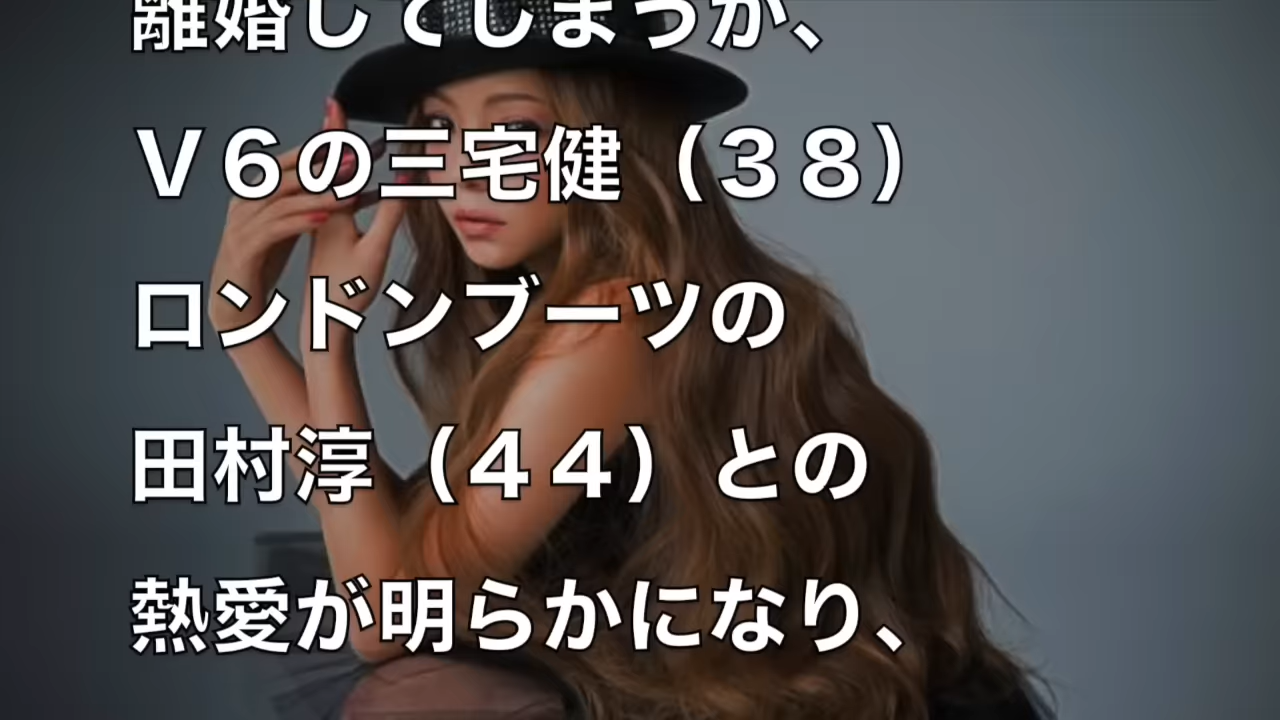 離婚してしまうが、
Ｖ６の三宅健（３８）
ロンドンブーツの
田村淳（４４）との
熱愛が明らかになり、